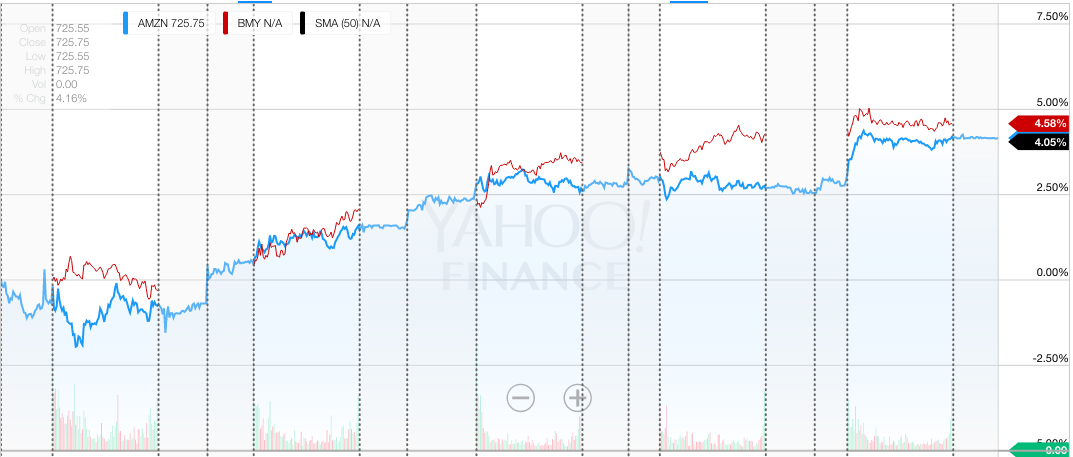 AMZN 725.75 BMY N/A SMA (50) N/A
Open 725.55
Close 725.75
Low 725.55
High 725.75
Vol 0.00
% Chg 4.16%
7.50%
5.00%
4.58%
4.05%
2.50%
YAHOO!
FINANCE
0.00%
-2.50%
0.00